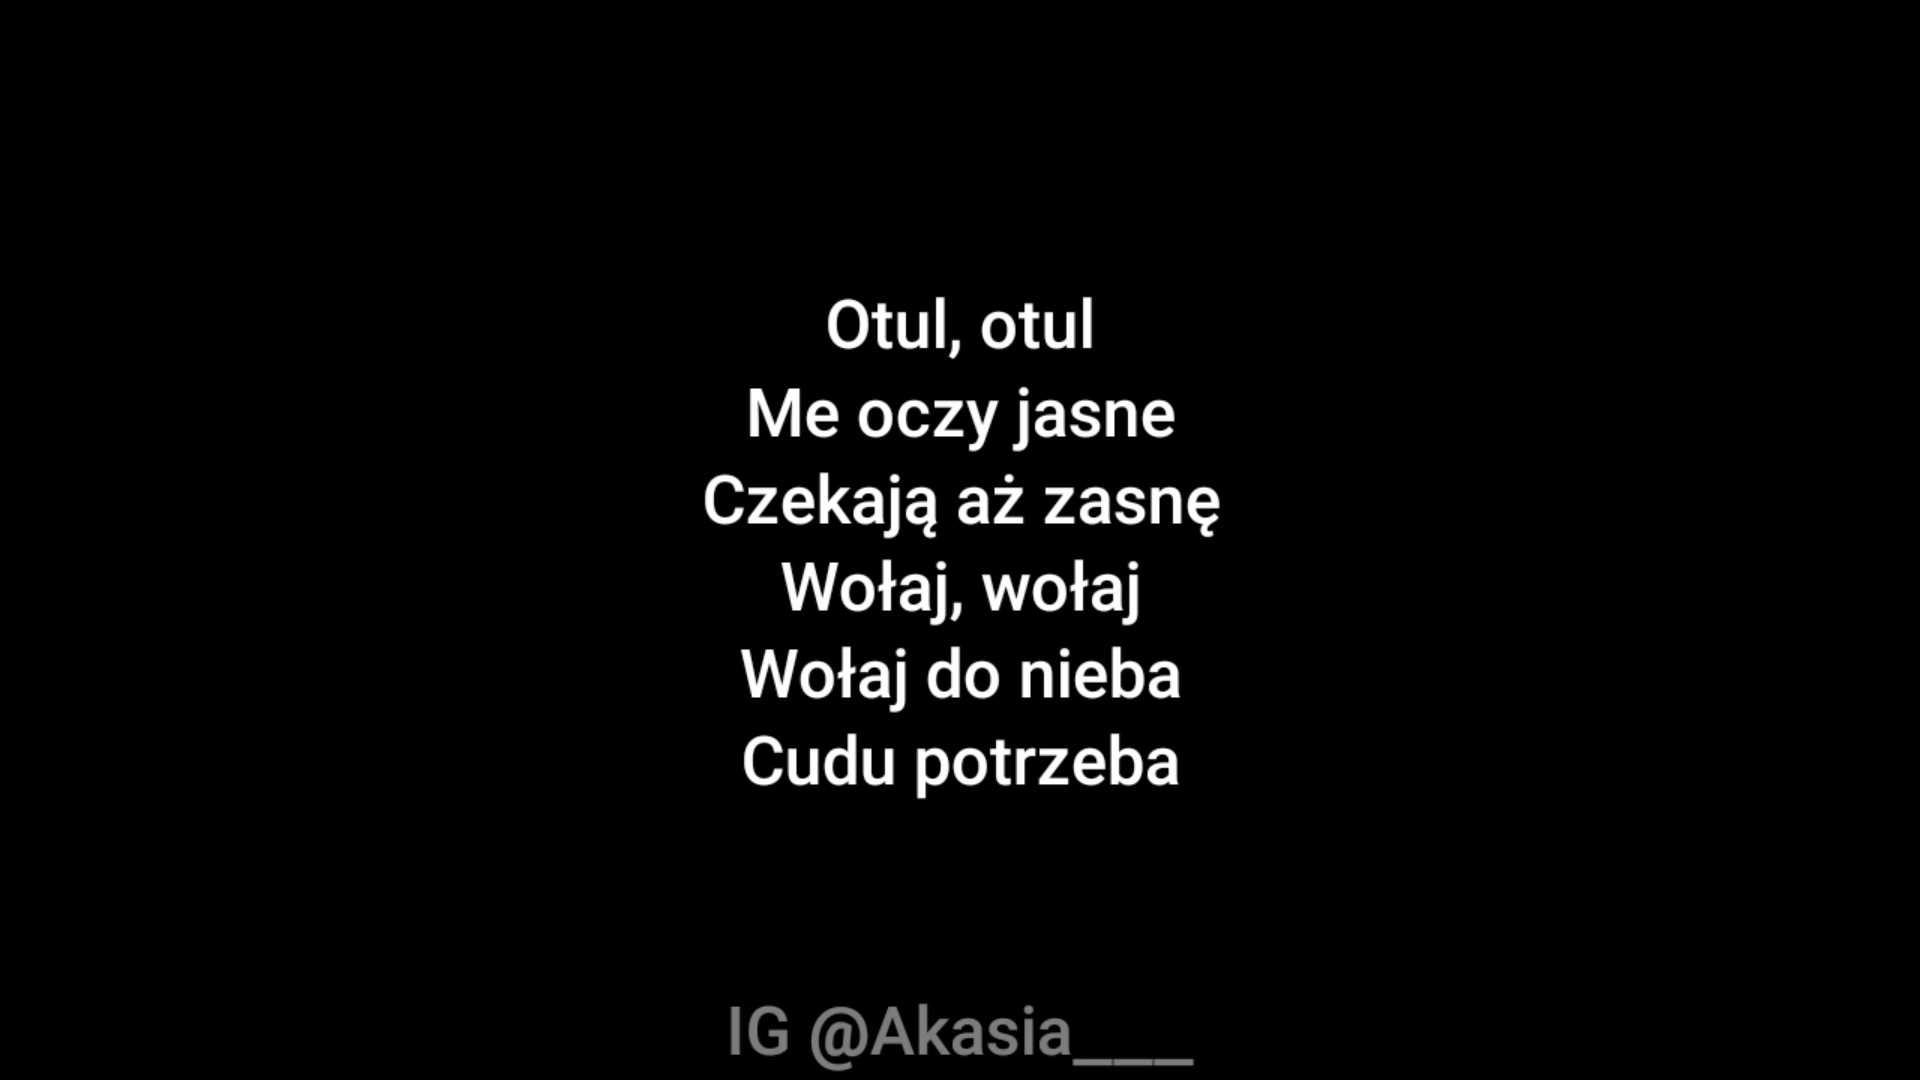 Otul, otul
Me oczy jasne
Czekają aż zasnę
Wołaj, wołaj
Wołaj do nieba
Cudu potrzeba
IG @Akasia___